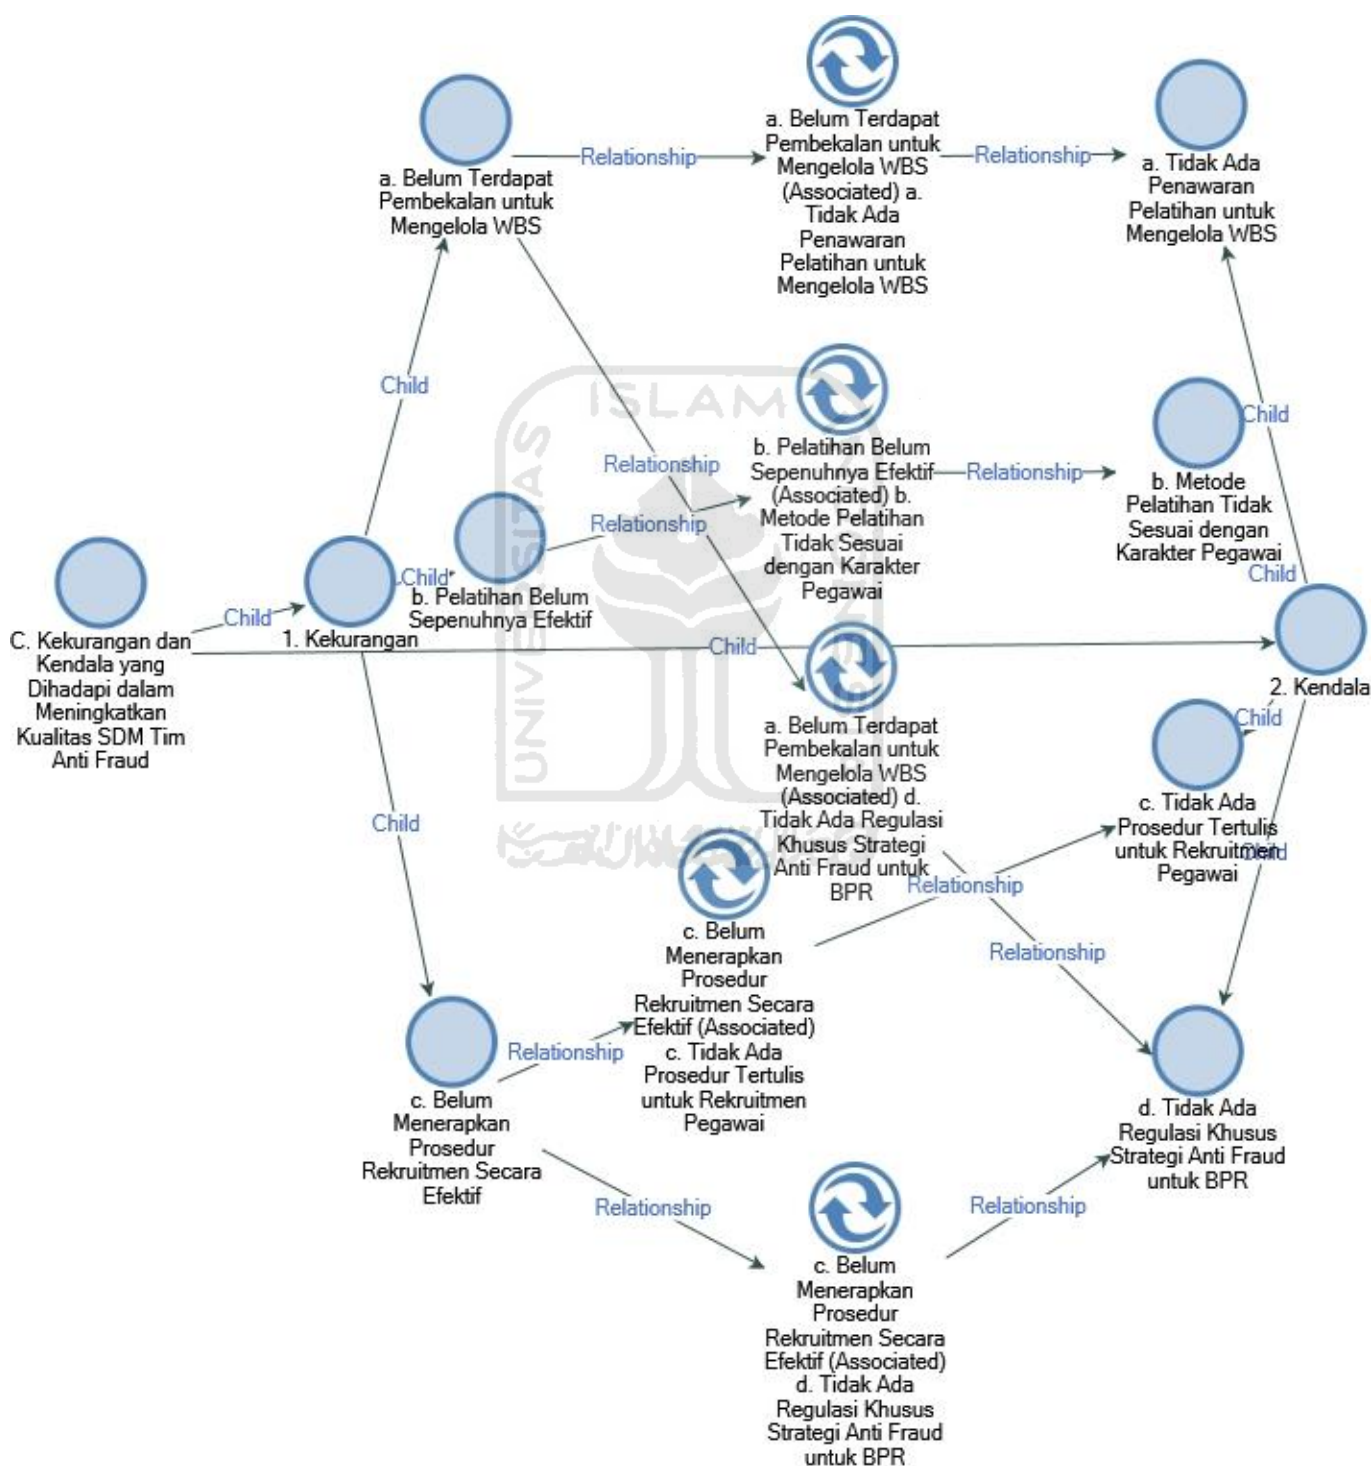 a. Belum Terdapat
Pembekalan untuk
Mengelola WBS
Relationship
a. Belum Terdapat
Pembekalan untuk
Mengelola WBS
(Associated) a.
Tidak Ada
Penawaran
Pelatihan untuk
Mengelola WBS
Relationship
a. Tidak Ada
Penawaran
Pelatihan untuk
Mengelola WBS
Child
ISLAM
UNIVERSITAS
INDONESIA
Relationship
Relationship
b. Pelatihan Belum
Sepenuhnya Efektif
(Associated) b.
Metode Pelatihan
Tidak Sesuai
dengan Karakter
Pegawai
Relationship
Child
b. Metode
Pelatihan Tidak
Sesuai dengan
Karakter Pegawai
Child
C. Kekurangan dan
Kendala yang
Dihadapi dalam
Meningkatkan
Kualitas SDM Tim
Anti Fraud
Child
1. Kekurangan
Child
b. Pelatihan Belum
Sepenuhnya Efektif
Child
2. Kendala
a. Belum Terdapat
Pembekalan untuk
Mengelola WBS
(Associated) d.
Tidak Ada Regulasi
Khusus Strategi
Anti Fraud untuk
BPR
Child
c. Tidak Ada
Prosedur Tertulis
untuk Rekruitmen
Pegawai
Child
Child
Relationship
Relationship
c. Belum
Menerapkan
Prosedur
Rekruitmen Secara
Efektif (Associated)
c. Tidak Ada
Prosedur Tertulis
untuk Rekruitmen
Pegawai
Relationship
c. Belum
Menerapkan
Prosedur
Rekruitmen Secara
Efektif
Relationship
c. Belum
Menerapkan
Prosedur
Rekruitmen Secara
Efektif (Associated)
d. Tidak Ada
Regulasi Khusus
Strategi Anti Fraud
untuk BPR
Relationship
d. Tidak Ada
Regulasi Khusus
Strategi Anti Fraud
untuk BPR